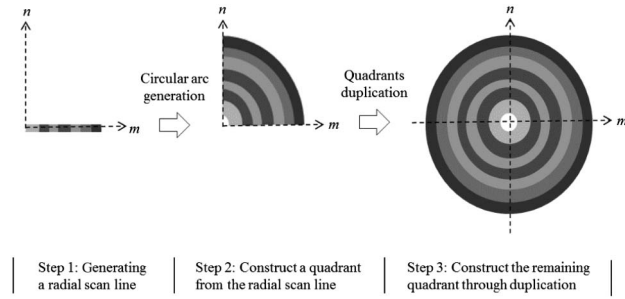 n
n
n
Circular arc
generation
Quadrants
duplication
m
m
m
Step 1: Generating
a radial scan line
Step 2: Construct a quadrant
from the radial scan line
Step 3: Construct the remaining
quadrant through duplication